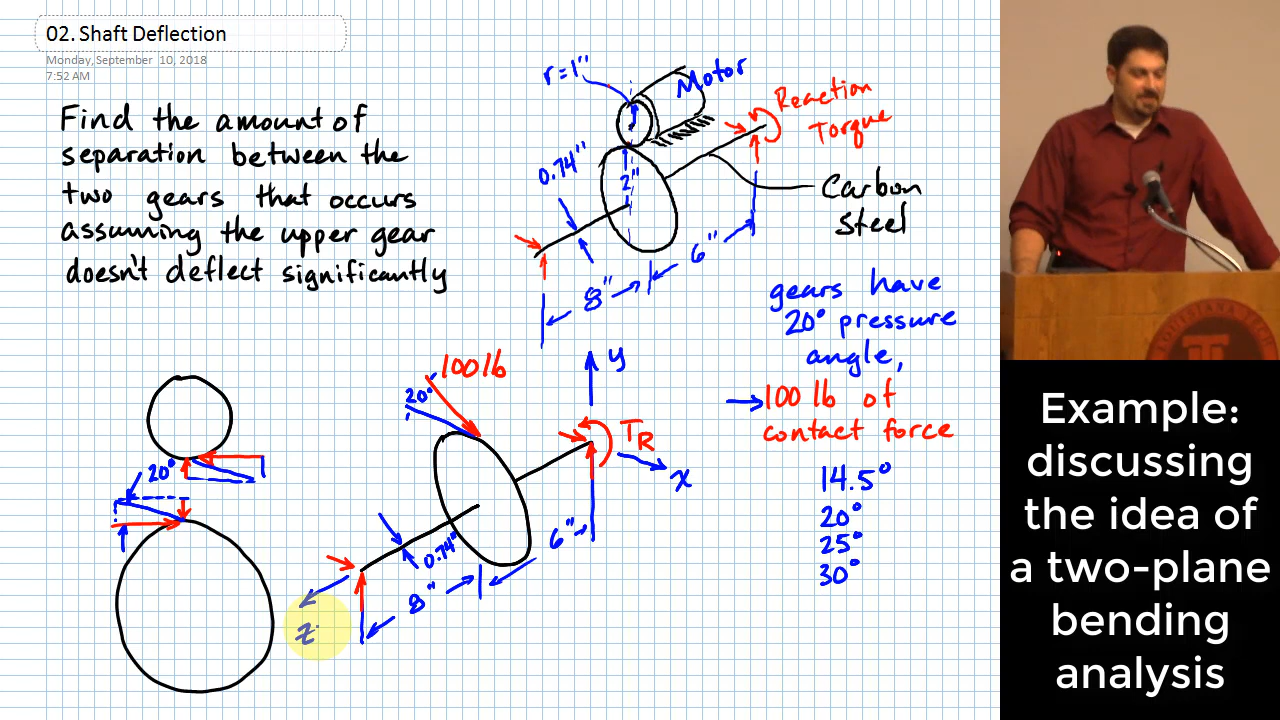 02. Shaft Deflection
Monday, September 10, 2018
7:52 AM
Find the amount of
separation between the
two gears that occurs
assuming the upper gear
doesn't deflect significantly
r=1"
Motor
Reaction
Torque
0.74"
2"
Carbon
steel
6"
8"
gears have
20° pressure
angle,
→100 lb of
contact force
14.5°
20°
25°
30°
100lb
20°
y
TR
x
6"
0.74"
8"
z
20°
Example:
discussing
the idea of
a two-plane
bending
analysis